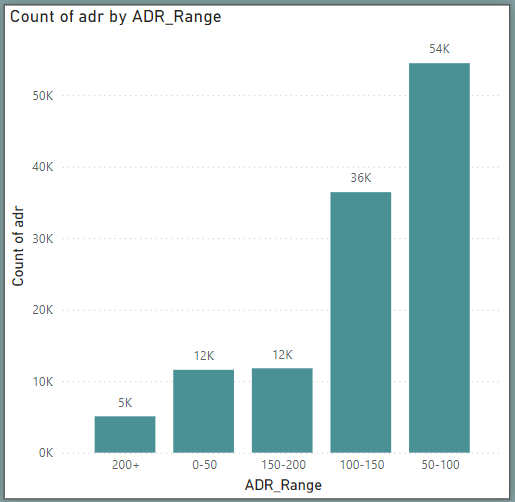 Count of adr by ADR_Range
54K
50K
40K
36K
30K
Count of adr
20K
12K
12K
10K
5K
0K
200+ 0-50 150-200 100-150 50-100
ADR_Range